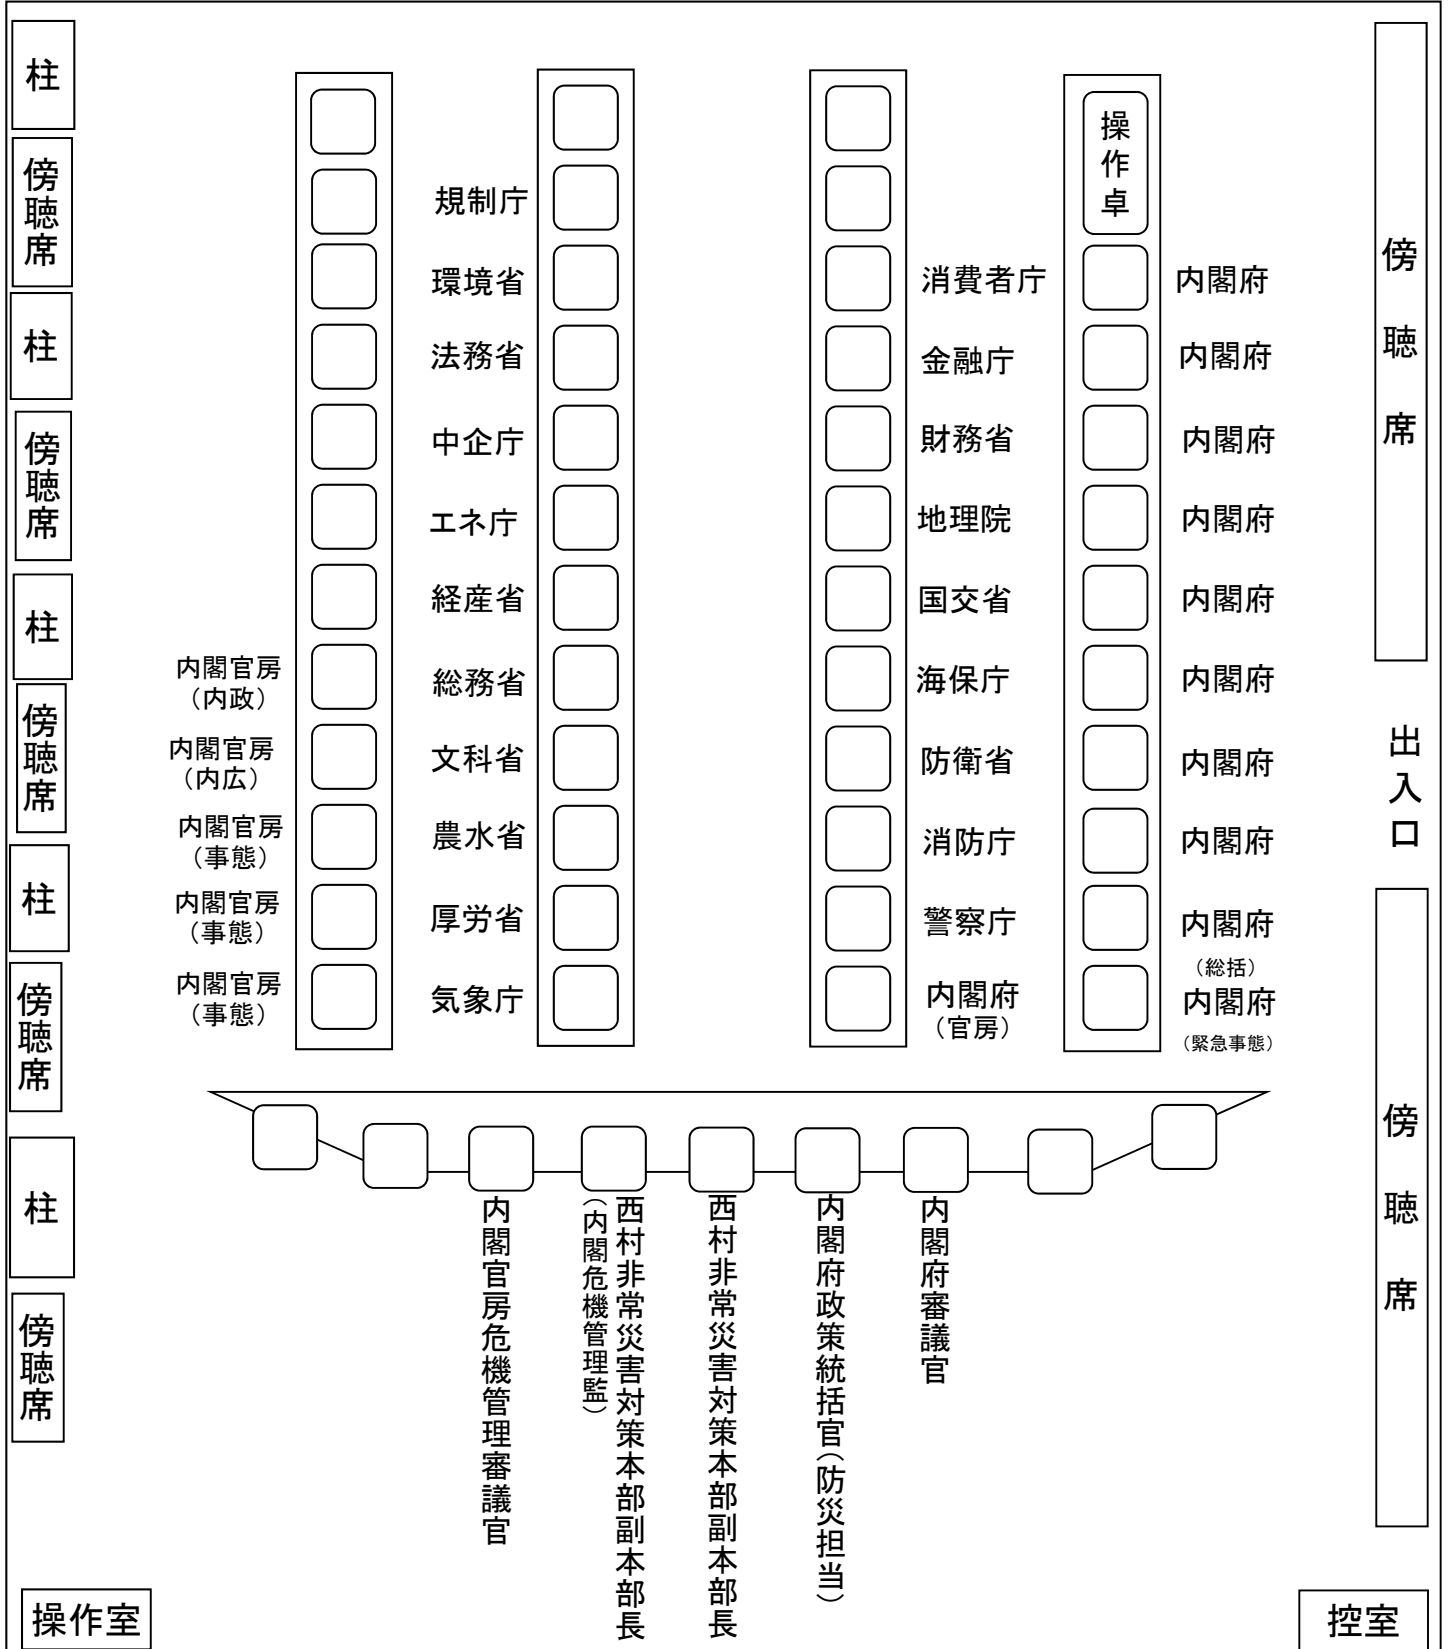 柱
傍聴席
柱
傍聴席
柱
傍聴席
柱
傍聴席
柱
傍聴席
操作室
内閣官房
（内政）
内閣官房
（内広）
内閣官房
（事態）
内閣官房
（事態）
内閣官房
（事態）
規制庁
環境省
法務省
中企庁
エネ庁
経産省
総務省
文科省
農水省
厚労省
気象庁
消費者庁
金融庁
財務省
地理院
国交省
海保庁
防衛省
消防庁
警察庁
内閣府
（官房）
操作卓
内閣府
内閣府
内閣府
内閣府
内閣府
内閣府
内閣府
内閣府
内閣府
（総括）
内閣府
（緊急事態）
傍聴席
出入口
傍聴席
内閣官房危機管理審議官
西村非常災害対策本部副本部長
（内閣危機管理監）
西村非常災害対策本部副本部長
内閣府政策統括官（防災担当）
内閣府審議官
控室